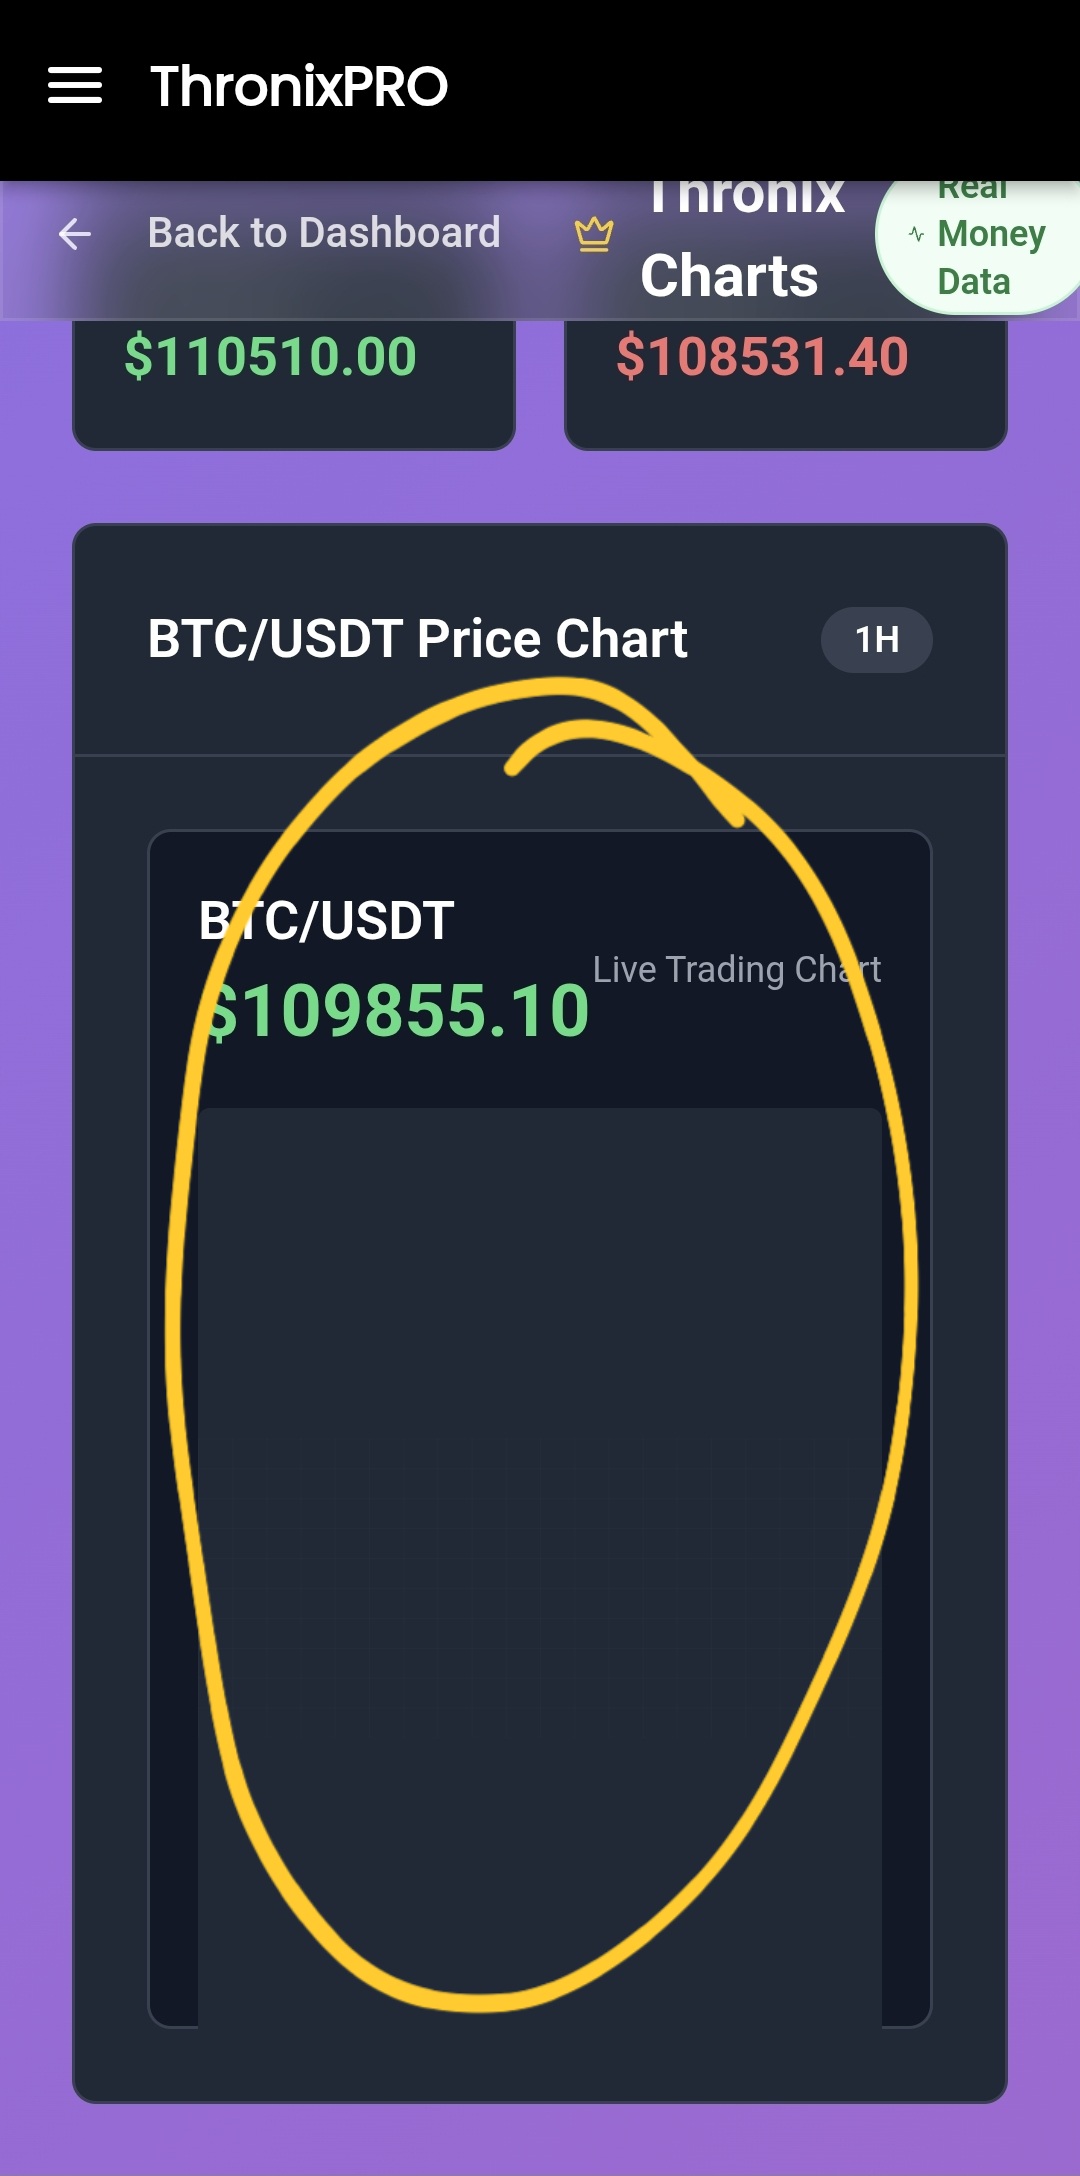 ThronixPRO
Back to Dashboard
Thronix
Charts
Real
Money
Data
$110510.00
$108531.40
BTC/USDT Price Chart
1H
BTC/USDT
Live Trading Chart
$109855.10